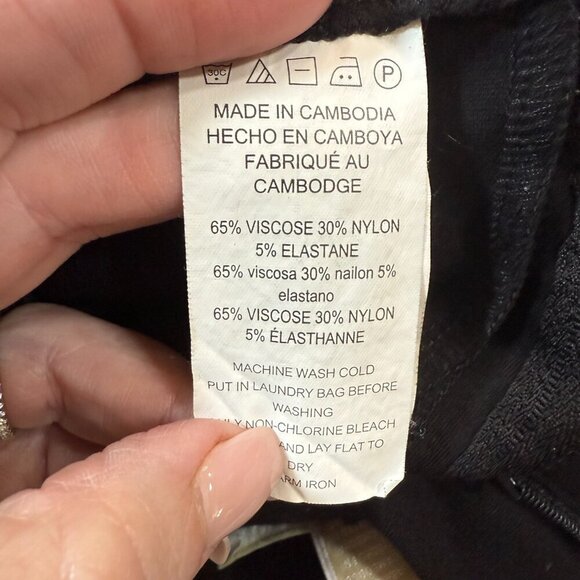 30C P
MADE IN CAMBODIA
HECHO EN CAMBOYA
FABRIQUÉ AU
CAMBODGE
65% VISCOSE 30% NYLON
5% ELASTANE
65% viscosa 30% nailon 5%
elastano
65% VISCOSE 30% NYLON
5% ÉLASTHANNE
MACHINE WASH COLD
PUT IN LAUNDRY BAG BEFORE
WASHING
NON-CHLORINE BLEACH
AND LAY FLAT TO
DRY
IRON